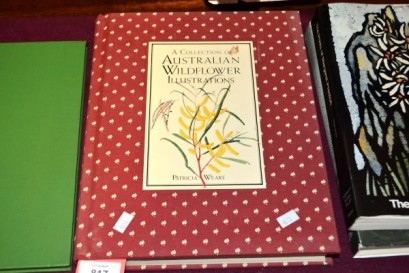 A COLLECTION OF
AUSTRALIAN
WILDFLOWER
ILLUSTRATIONS
PATRICIA WEARE
The